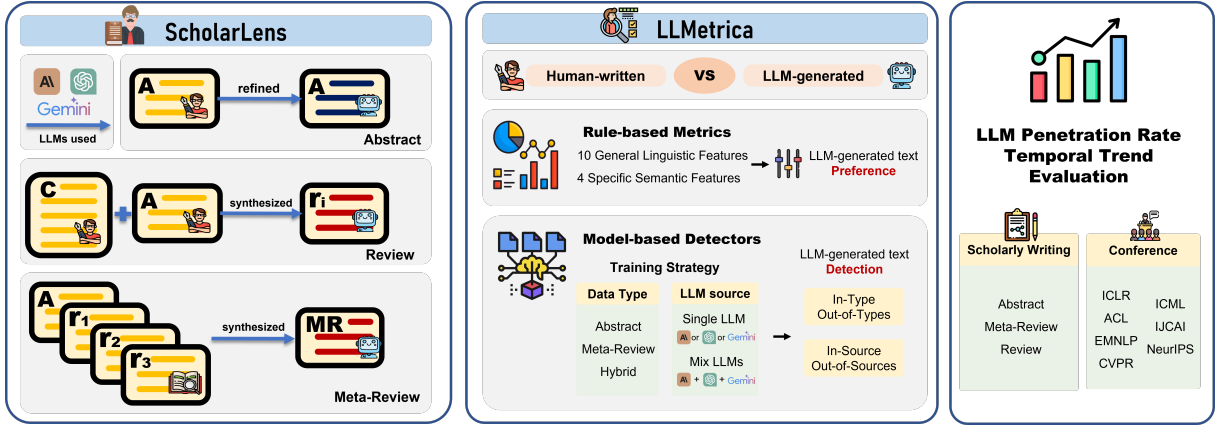 ScholarLens
A\
Gemini
LLMs used
A
refined
A
Abstract
C
A
synthesized
ri
Review
A
r1
r2
r3
synthesized
MR
Meta-Review
LLMetrica
Human-written
VS
LLM-generated
Rule-based Metrics
10 General Linguistic Features
4 Specific Semantic Features
LLM-generated text
Preference
Model-based Detectors
Training Strategy
Data Type
Abstract
Meta-Review
Hybrid
LLM source
Single LLM
A\ or or Gemini
Mix LLMs
A\ + + Gemini
LLM-generated text
Detection
In-Type
Out-of-Types
In-Source
Out-of-Sources
LLM Penetration Rate
Temporal Trend
Evaluation
Scholarly Writing
Abstract
Meta-Review
Review
Conference
ICLR
ACL
EMNLP
CVPR
ICML
IJCAI
NeurIPS